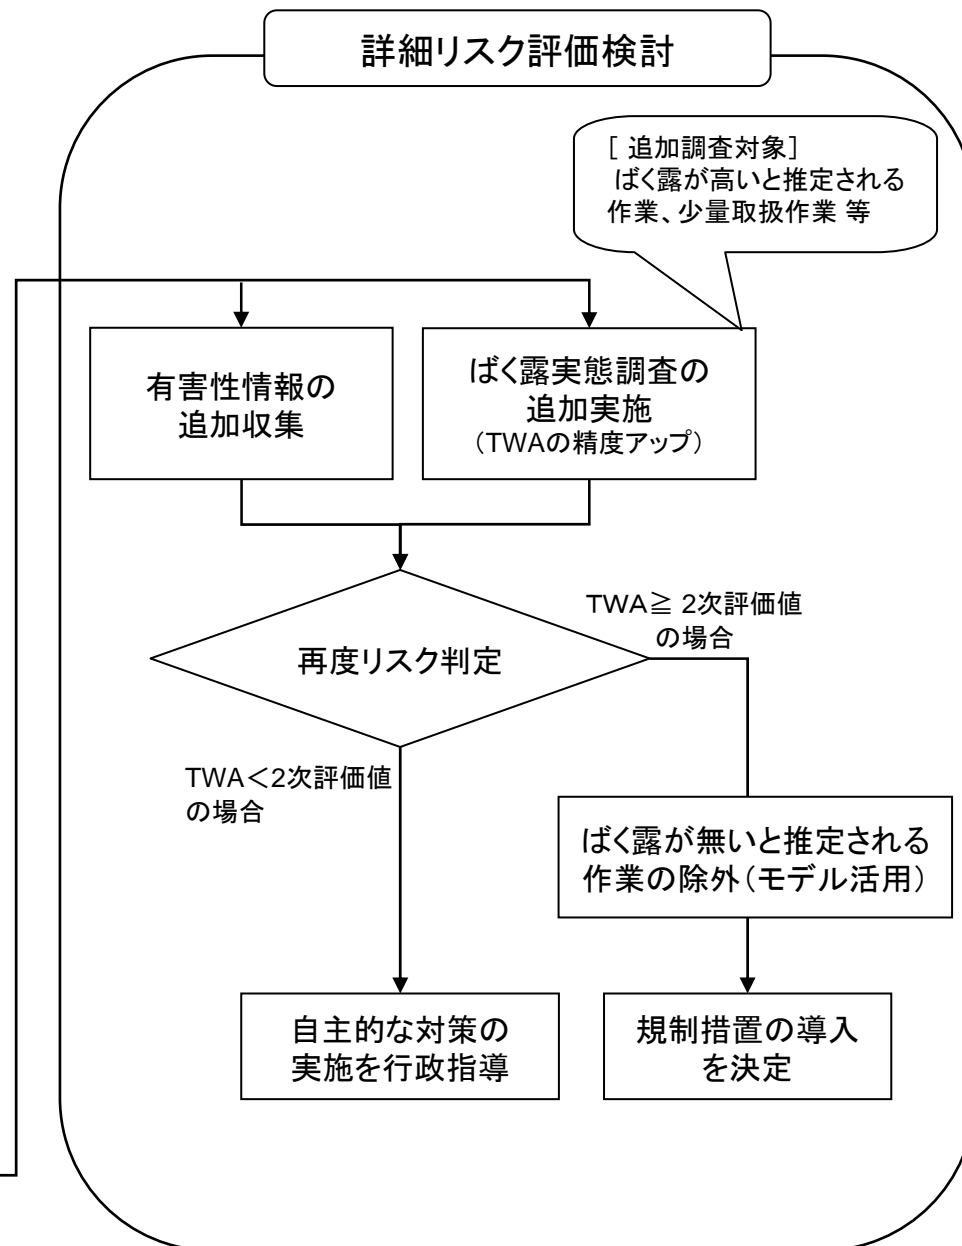 詳細リスク評価検討
[ 追加調査対象]
ばく露が高いと推定される
作業、少量取扱作業 等
有害性情報の
追加収集
ばく露実態調査の
追加実施
(TWAの精度アップ)
再度リスク判定
TWA≧ 2次評価値
の場合
TWA<2次評価値
の場合
ばく露が無いと推定される
作業の除外(モデル活用)
自主的な対策の
実施を行政指導
規制措置の導入
を決定